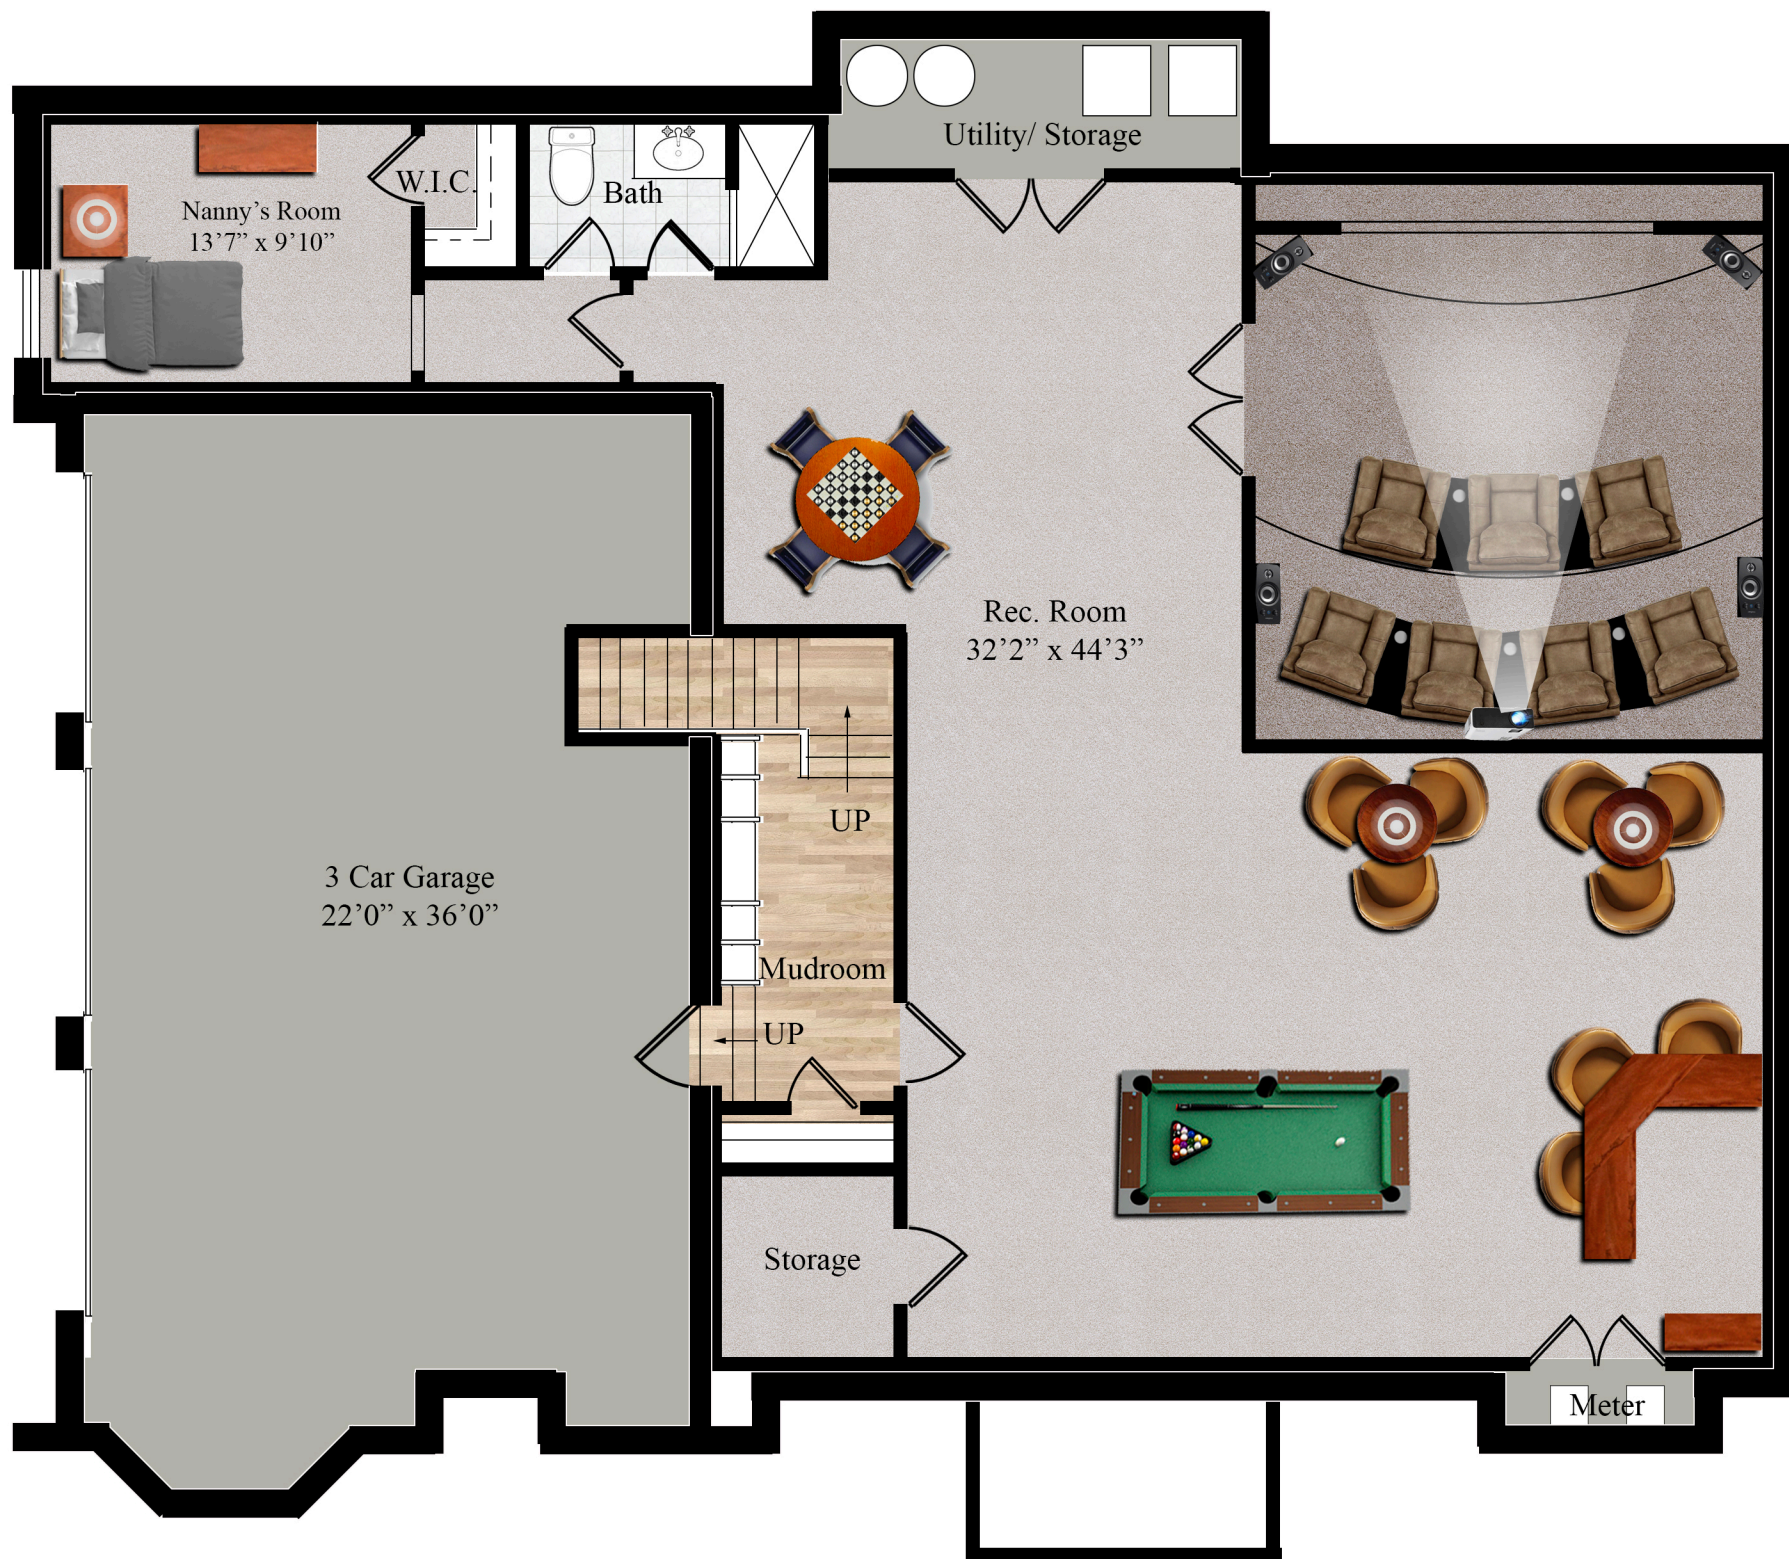 Utility/ Storage
W.I.C.
Bath
Nanny’s Room
13’7” x 9’10”
Rec. Room
32’2” x 44’3”
UP
3 Car Garage
22’0” x 36’0”
Mudroom
UP
Storage
Meter